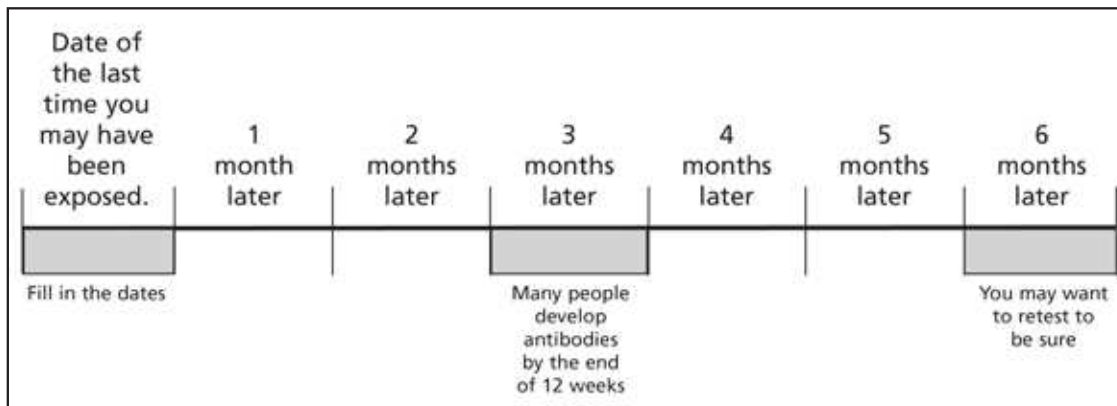 Date of
the last
time you
may have
been
exposed.
1
month
later
2
months
later
3
months
later
4
months
later
5
months
later
6
months
later
Fill in the dates
Many people
develop
antibodies
by the end
of 12 weeks
You may want
to retest to
be sure